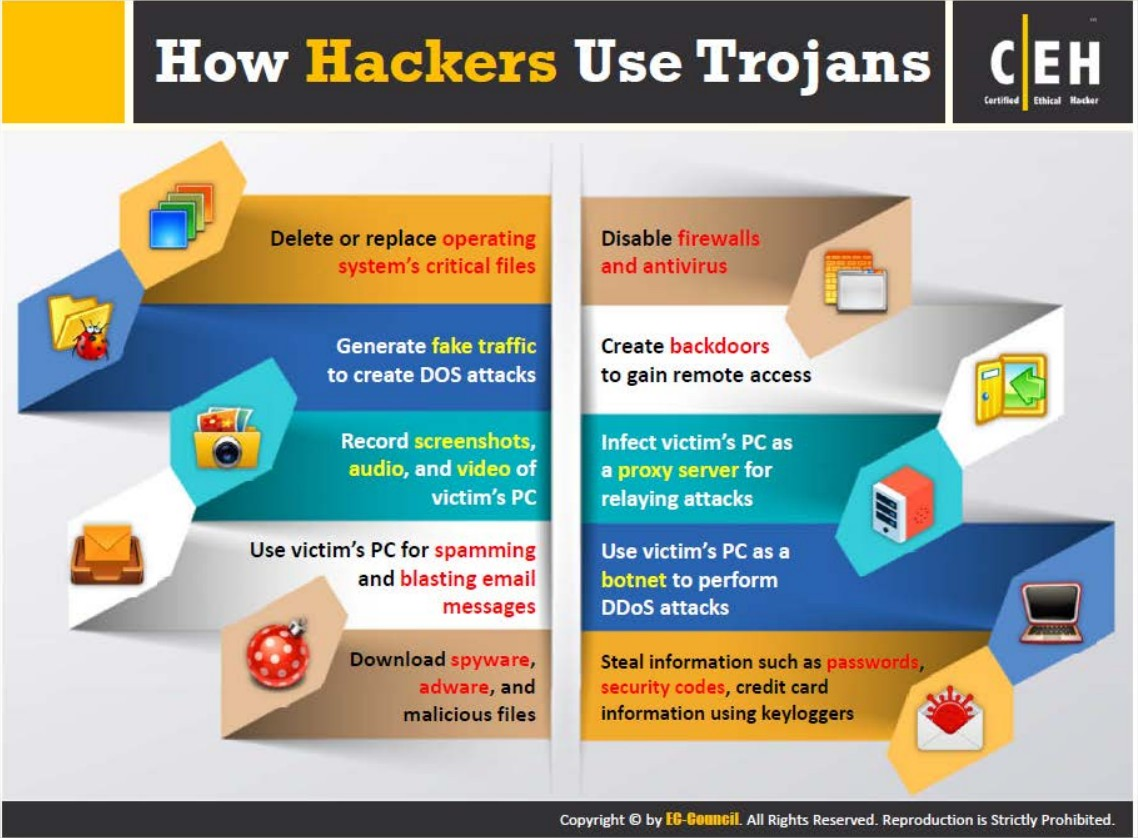 How Hackers Use Trojans
C|EH
TM
Certified Ethical Hacker
Delete or replace operating
system's critical files
Generate fake traffic
to create DOS attacks
Record screenshots,
audio, and video of
victim's PC
Use victim's PC for spamming
and blasting email
messages
Download spyware,
adware, and
malicious files
Disable firewalls
and antivirus
Create backdoors
to gain remote access
Infect victim's PC as
a proxy server for
relaying attacks
Use victim's PC as a
botnet to perform
DDoS attacks
Steal information such as passwords,
security codes, credit card
information using keyloggers
Copyright © by EC-Council. All Rights Reserved. Reproduction is Strictly Prohibited.